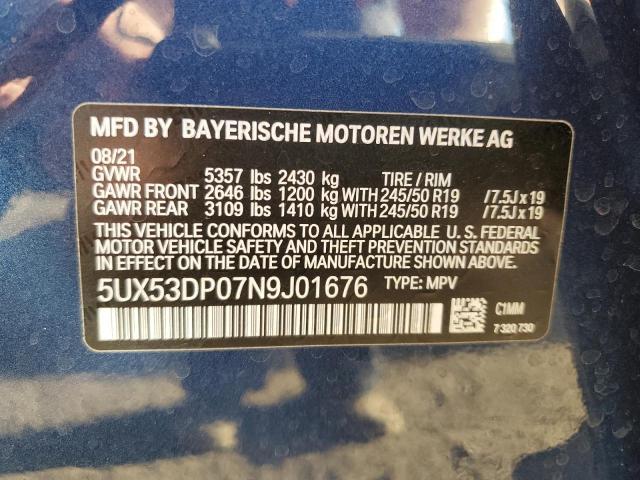 MFD BY BAYERISCHE MOTOREN WERKE AG
08/21
GVWR 5357 lbs 2430 kg TIRE / RIM
GAWR FRONT 2646 lbs 1200 kg WITH 245/50 R19 /7.5J x 19
GAWR REAR 3109 lbs 1410 kg WITH 245/50 R19 /7.5J x 19
THIS VEHICLE CONFORMS TO ALL APPLICABLE U. S. FEDERAL
MOTOR VEHICLE SAFETY AND THEFT PREVENTION STANDARDS
IN EFFECT ON THE DATE OF MANUFACTURE SHOWN ABOVE.
5UX53DP07N9J01676 TYPE: MPV
C1MM
7 320 730